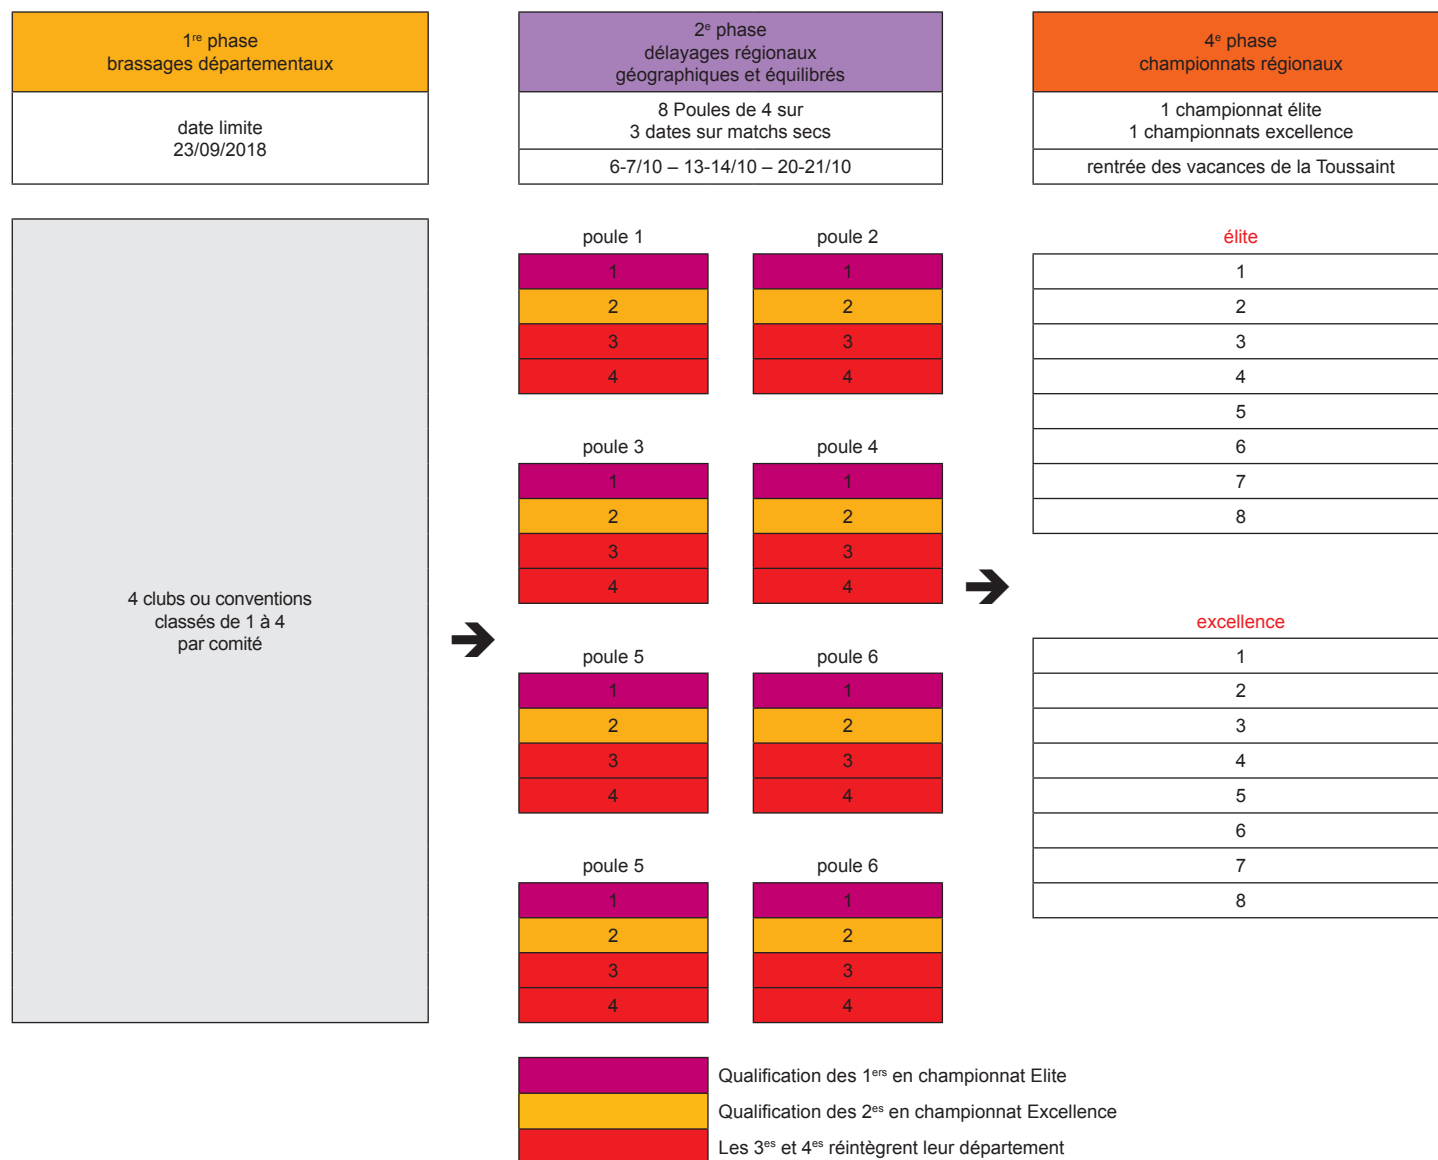 1re phase
brassages départementaux
date limite
23/09/2018
2e phase
délayages régionaux
géographiques et équilibrés
8 Poules de 4 sur
3 dates sur matchs secs
6-7/10 – 13-14/10 – 20-21/10
4e phase
championnats régionaux
1 championnat élite
1 championnats excellence
rentrée des vacances de la Toussaint
4 clubs ou conventions
classés de 1 à 4
par comité
poule 1
1
2
3
4
poule 2
1
2
3
4
poule 3
1
2
3
4
poule 4
1
2
3
4
poule 5
1
2
3
4
poule 6
1
2
3
4
poule 5
1
2
3
4
poule 6
1
2
3
4
élite
1
2
3
4
5
6
7
8
excellence
1
2
3
4
5
6
7
8
Qualification des 1ers en championnat Elite
Qualification des 2es en championnat Excellence
Les 3es et 4es réintègrent leur département